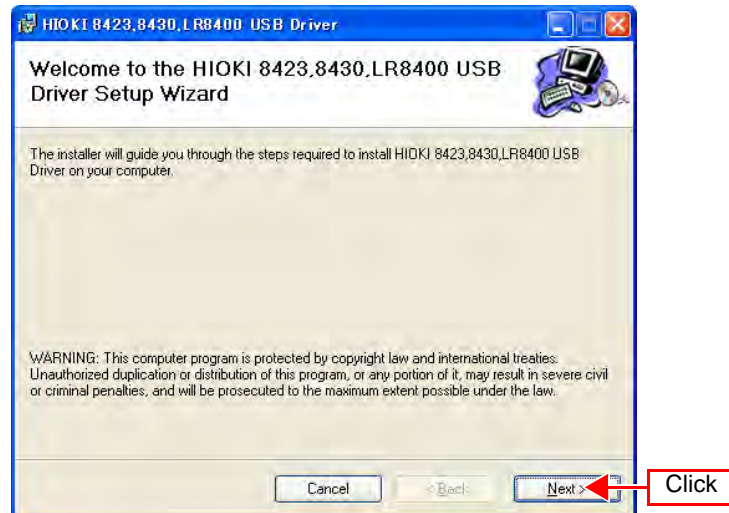 HIOKI 8423,8430,LR8400 USB Driver
Welcome to the HIOKI 8423,8430,LR8400 USB
Driver Setup Wizard
The installer will guide you through the steps required to install HIOKI 8423,8430,LR8400 USB
Driver on your computer.
WARNING: This computer program is protected by copyright law and international treaties.
Unauthorized duplication or distribution of this program, or any portion of it, may result in severe civil
or criminal penalties, and will be prosecuted to the maximum extent possible under the law.
Cancel
< Back
Next >
Click